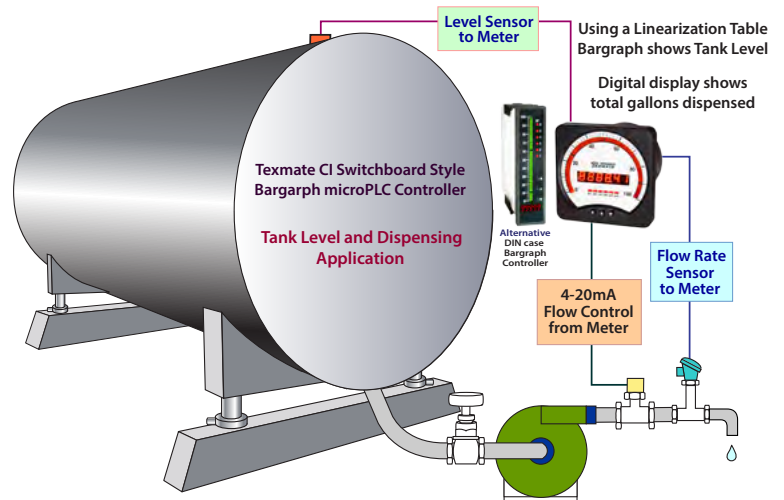 Level Sensor
to Meter
Using a Linearization Table
Bargraph shows Tank Level
Digital display shows
total gallons dispensed
Texmate CI Switchboard Style
Bargarph microPLC Controller
Tank Level and Dispensing
Application
Alternative
DIN case
Bargraph
Controller
Flow Rate
Sensor
to Meter
4-20mA
Flow Control
from Meter